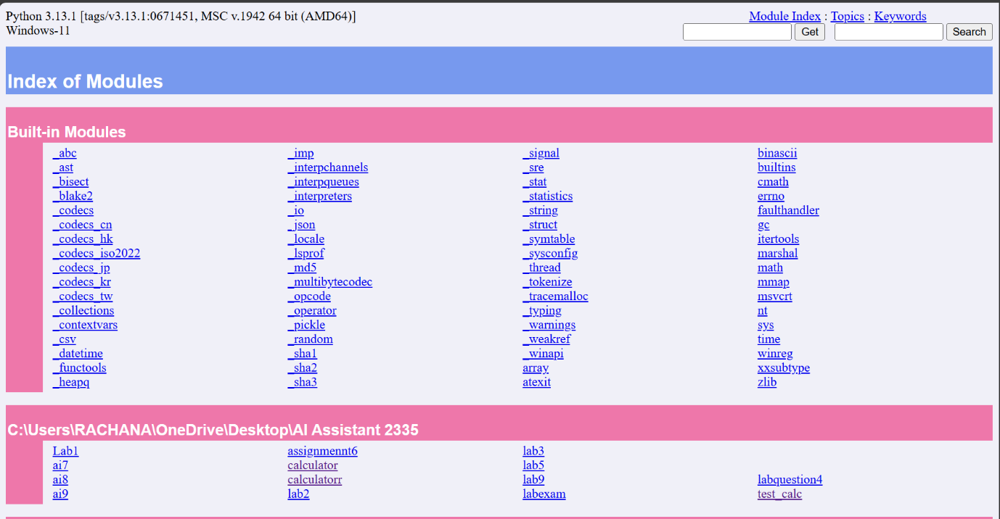 Python 3.13.1 [tags/v3.13.1:0671451, MSC v.1942 64 bit (AMD64)]
Windows-11
Module Index : Topics : Keywords
Get Search
Index of Modules
Built-in Modules
_abc _imp _signal binascii
_ast _interpchannels _sre builtins
_bisect _interpqueues _stat cmath
_blake2 _interpreters _statistics errno
_codecs _io _string faulthandler
_codecs_cn _json _struct gc
_codecs_hk _locale _symtable itertools
_codecs_iso2022 _lsprof _sysconfig marshal
_codecs_jp _md5 _thread math
_codecs_kr _multibytecodec _tokenize mmap
_codecs_tw _opcode _tracemalloc msvcrt
_collections _operator _typing nt
_contextvars _pickle _warnings sys
_csv _random _weakref time
_datetime _sha1 _winapi winreg
_functools _sha2 array xxsubtype
_heapq _sha3 atexit zlib
C:\Users\RACHANA\OneDrive\Desktop\AI Assistant 2335
Lab1 assignmennt6 lab3
ai7 calculator lab5
ai8 calculatorr lab9 labquestion4
ai9 lab2 labexam test_calc